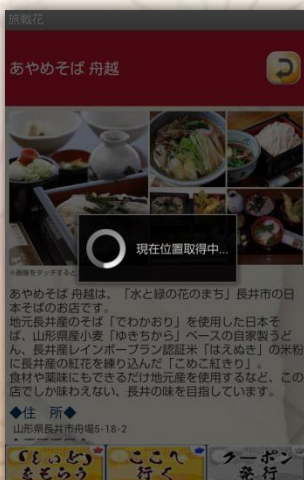 旅戦花
あやめそば 舟越
現在位置取得中...
※画像をタッチすると
あやめそば 舟越は、「水と緑の花のまち」長井市の日
本そばのお店です。
地元長井産のそば「でわかおり」を使用した日本そ
ば、山形県産小麦「ゆきちから」ベースの自家製うど
ん、長井産レインボープラン認証米「はえぬき」の米粉
に長井産の紅花を練り込んだ「こめこ紅きり」。
食材や薬味にもできるだけ地元産を使用するなど、この
店でしか味わえない、長井の味を目指しています。
◆住 所◆
山形県長井市舟場5-18-2
をもらう
ここへ
行く
クーポン
発行